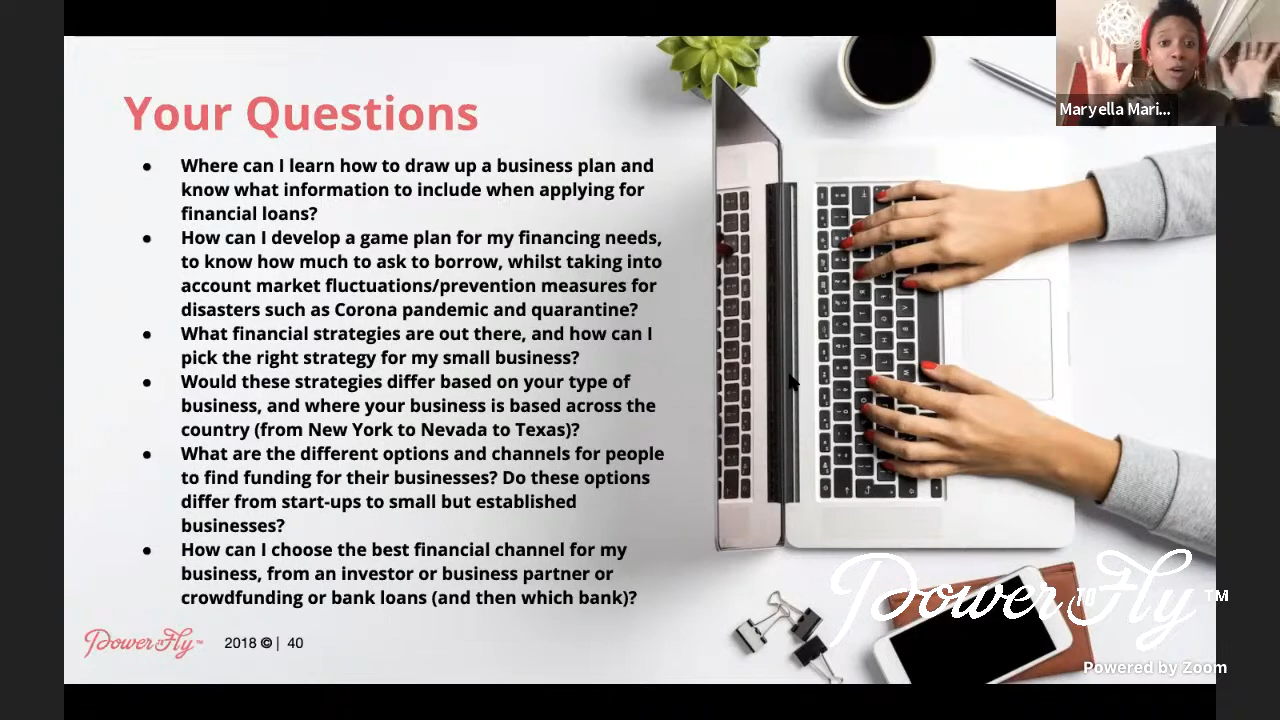 Your Questions
Maryella Mari...
● Where can I learn how to draw up a business plan and
know what information to include when applying for
financial loans?
● How can I develop a game plan for my financing needs,
to know how much to ask to borrow, whilst taking into
account market fluctuations/prevention measures for
disasters such as Corona pandemic and quarantine?
● What financial strategies are out there, and how can I
pick the right strategy for my small business?
● Would these strategies differ based on your type of
business, and where your business is based across the
country (from New York to Nevada to Texas)?
● What are the different options and channels for people
to find funding for their businesses? Do these options
differ from start-ups to small but established
businesses?
● How can I choose the best financial channel for my
business, from an investor or business partner or
crowdfunding or bank loans (and then which bank)?
PowerToFly™ 2018 © | 40
PowerToFly™
Powered by Zoom